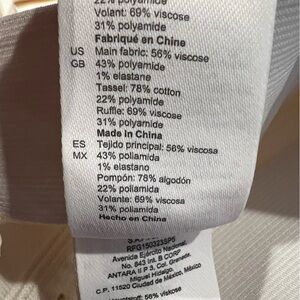 22% polyamide
Volant: 69% viscose
31% polyamide
Fabriqué en Chine
US Main fabric: 56% viscose
GB 43% polyamide
1% elastane
Tassel: 78% cotton
22% polyamide
Ruffle: 69% viscose
31% polyamide
Made in China
ES Tejido principal: 56% viscosa
MX 43% poliamida
1% elastano
Pompón: 78% algodón
22% poliamida
Volante: 69% viscosa
31% poliamida
Hecho en China
RFG150323SP5
Avenida Ejército Nacional
No. 843 int. B CORP
ANTARA II P 3, Col. Granada,
Miguel Hidalgo,
C.P. 11520 Ciudad de México, México
56% viskose